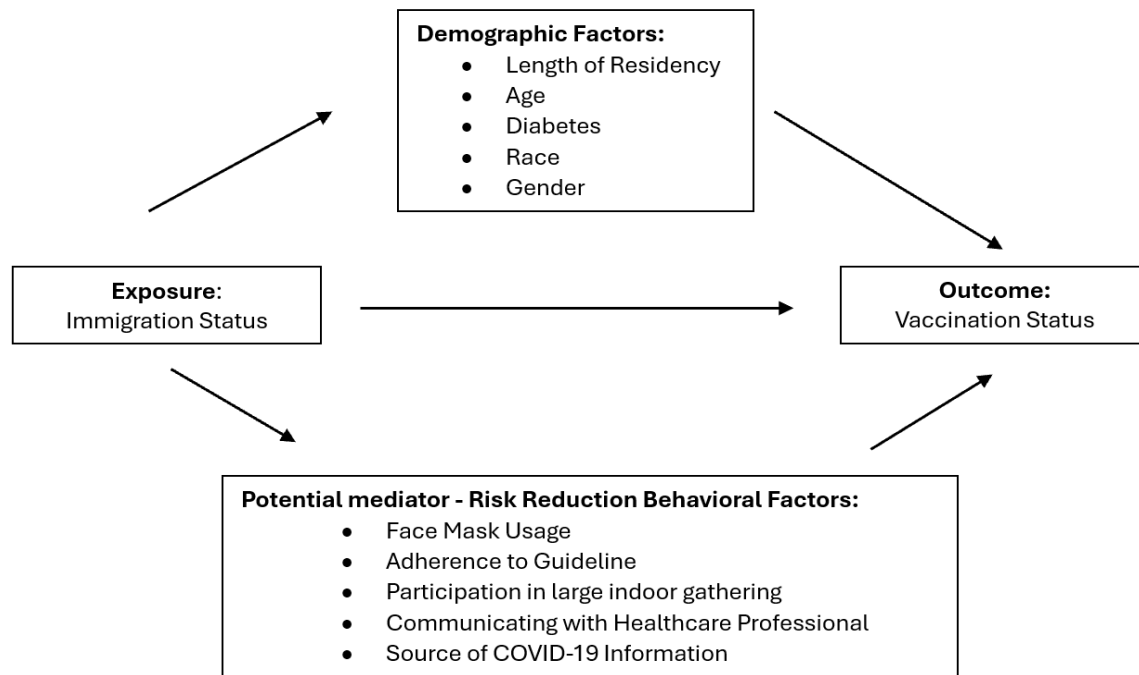 Demographic Factors:
• Length of Residency
• Age
• Diabetes
• Race
• Gender
Exposure:
Immigration Status
Outcome:
Vaccination Status
Potential mediator - Risk Reduction Behavioral Factors:
• Face Mask Usage
• Adherence to Guideline
• Participation in large indoor gathering
• Communicating with Healthcare Professional
• Source of COVID-19 Information